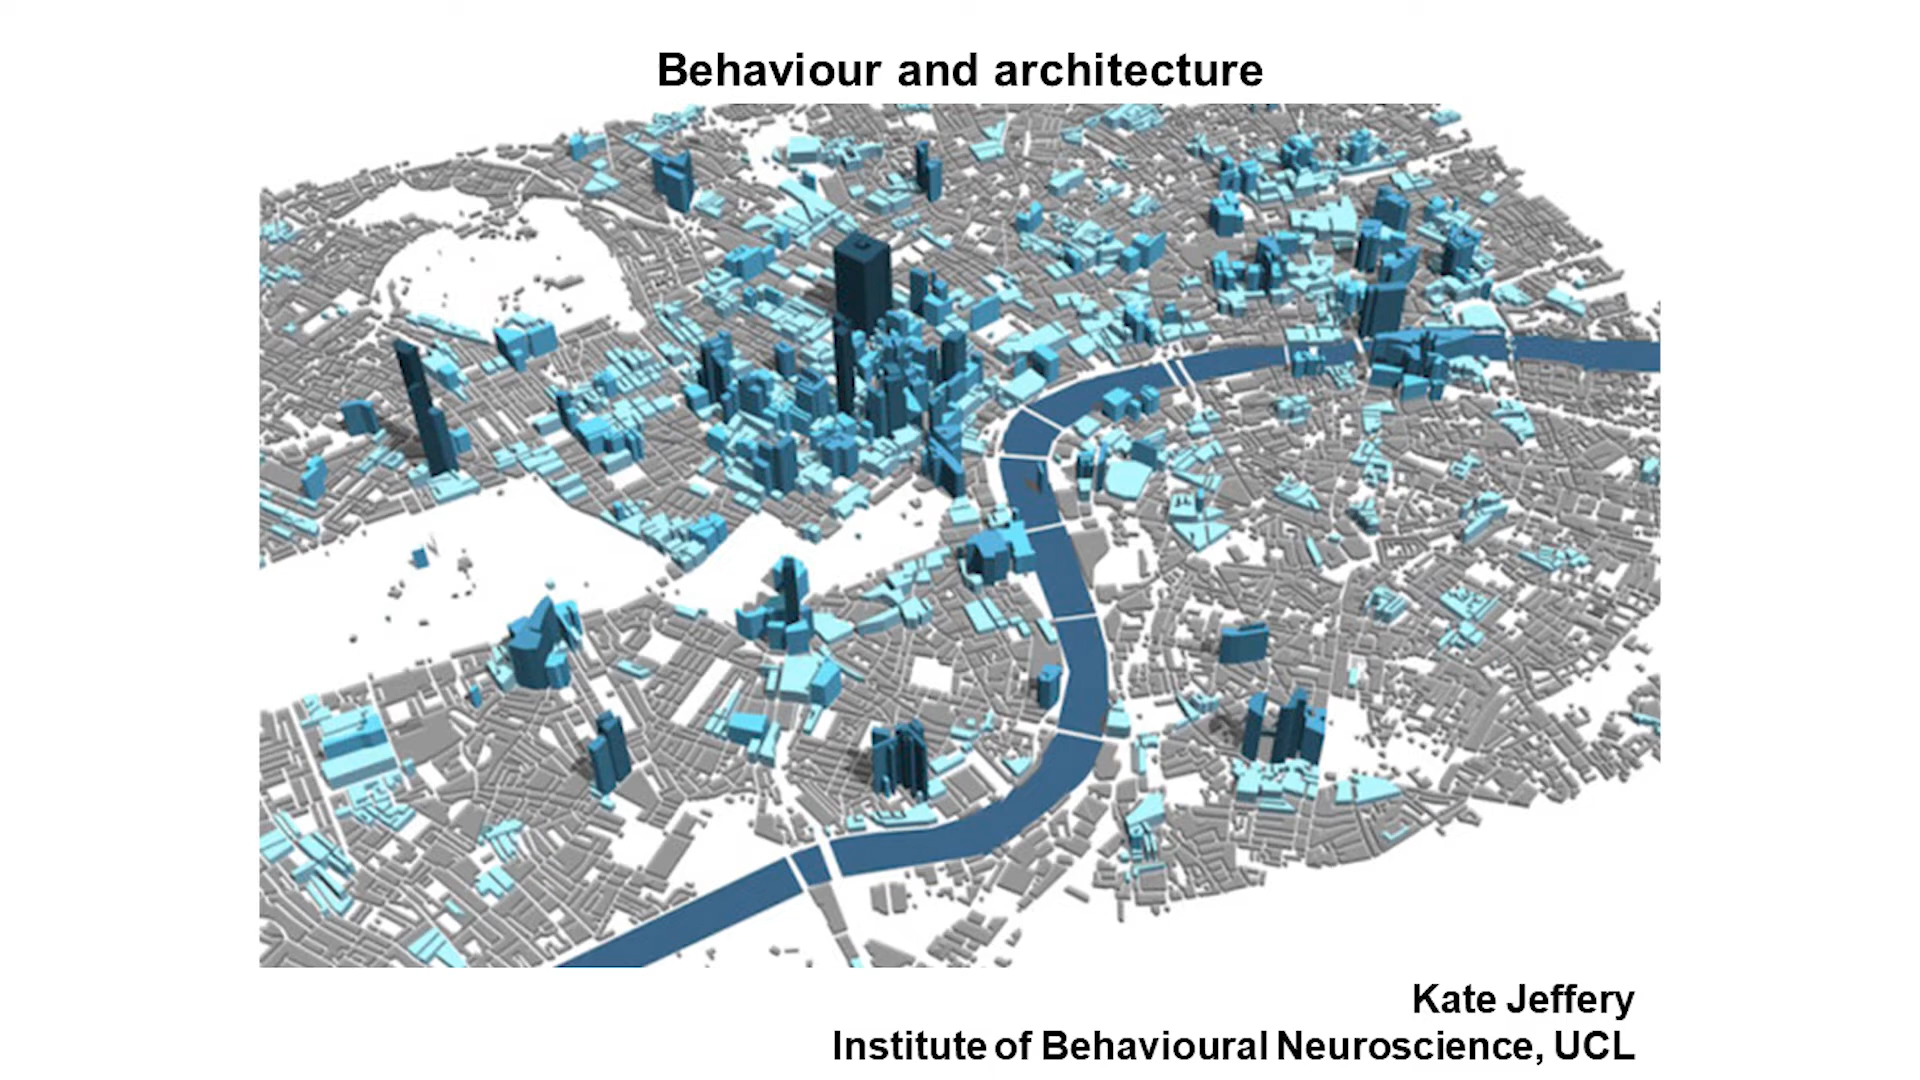 Behaviour and architecture
Kate Jeffery
Institute of Behavioural Neuroscience, UCL